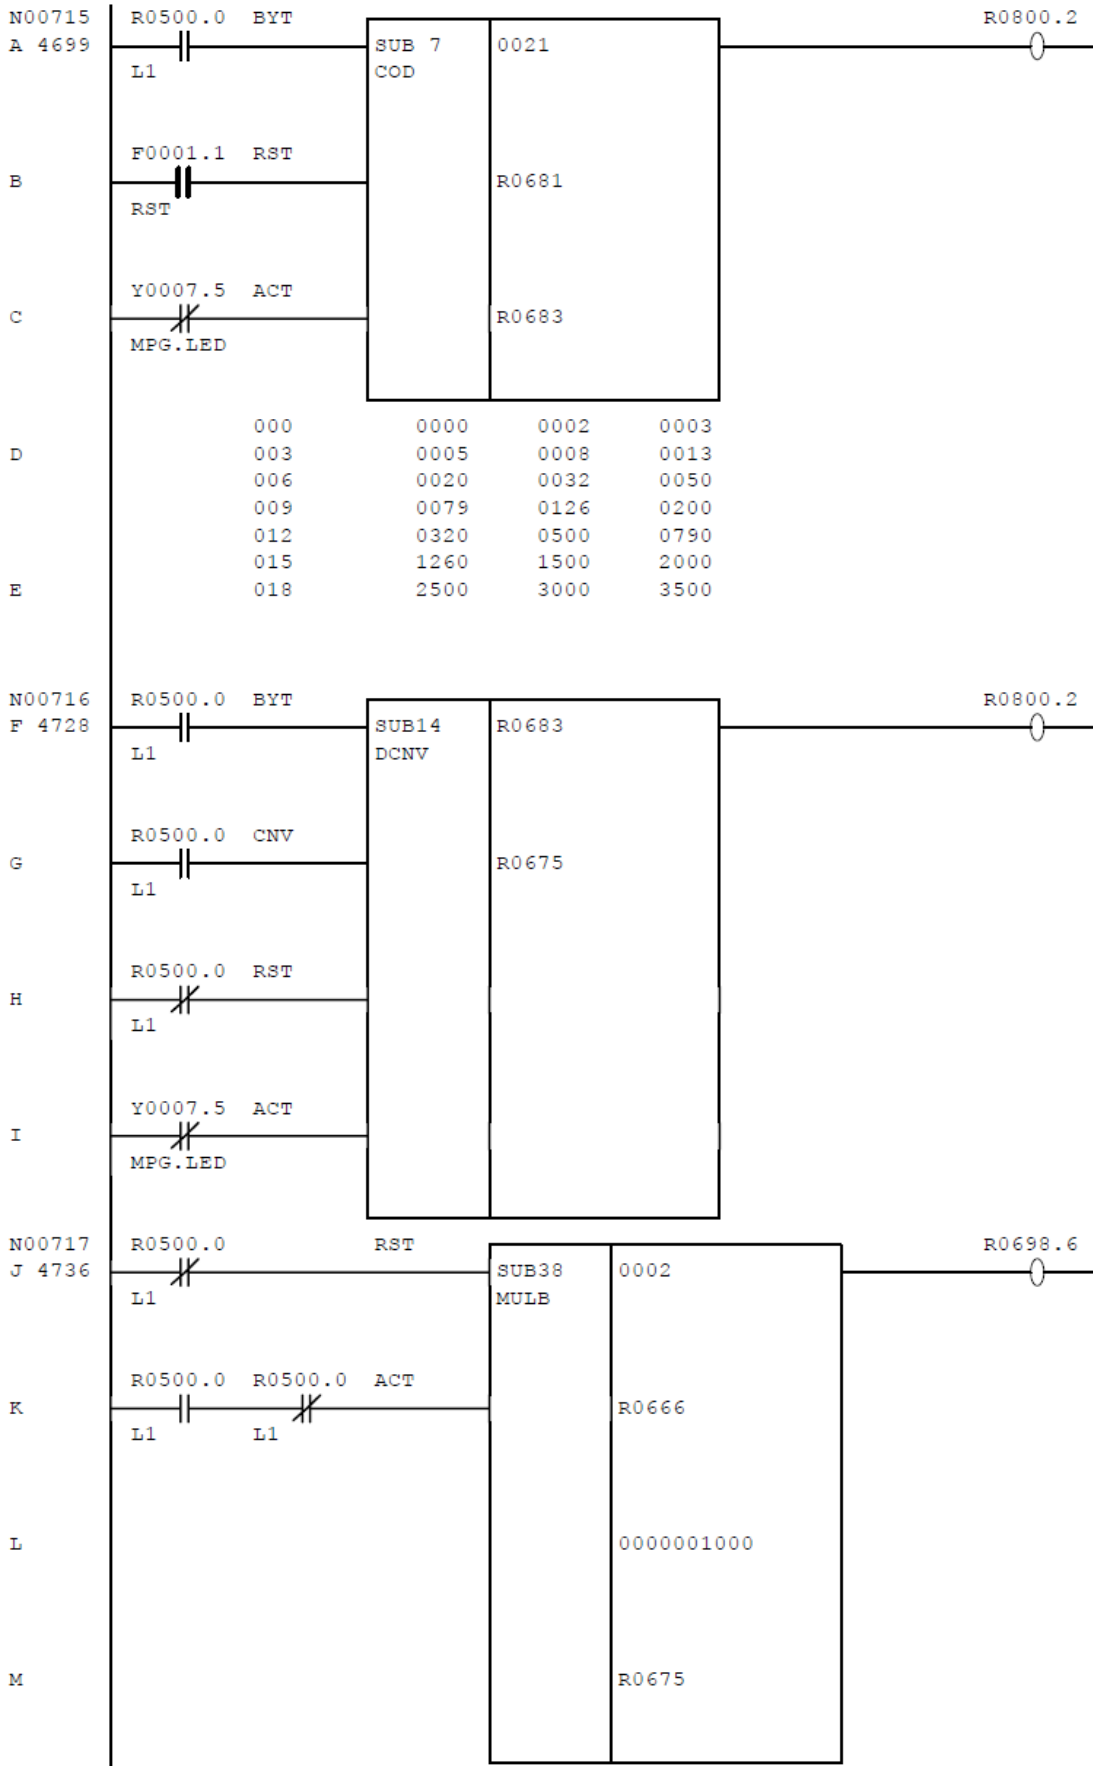 N00715 R0500.0 BYT R0800.2
A 4699 SUB 7 0021
L1 COD
F0001.1 RST
B R0681
RST
Y0007.5 ACT
C R0683
MPG.LED
000 0000 0002 0003
D 003 0005 0008 0013
006 0020 0032 0050
009 0079 0126 0200
012 0320 0500 0790
015 1260 1500 2000
E 018 2500 3000 3500
N00716 R0500.0 BYT R0800.2
F 4728 SUB14 R0683
L1 DCNV
R0500.0 CNV
G R0675
L1
R0500.0 RST
H
L1
Y0007.5 ACT
I
MPG.LED
N00717 R0500.0 RST R0698.6
J 4736 SUB38 0002
L1 MULB
R0500.0 R0500.0 ACT
K R0666
L1 L1
L 0000001000
M R0675